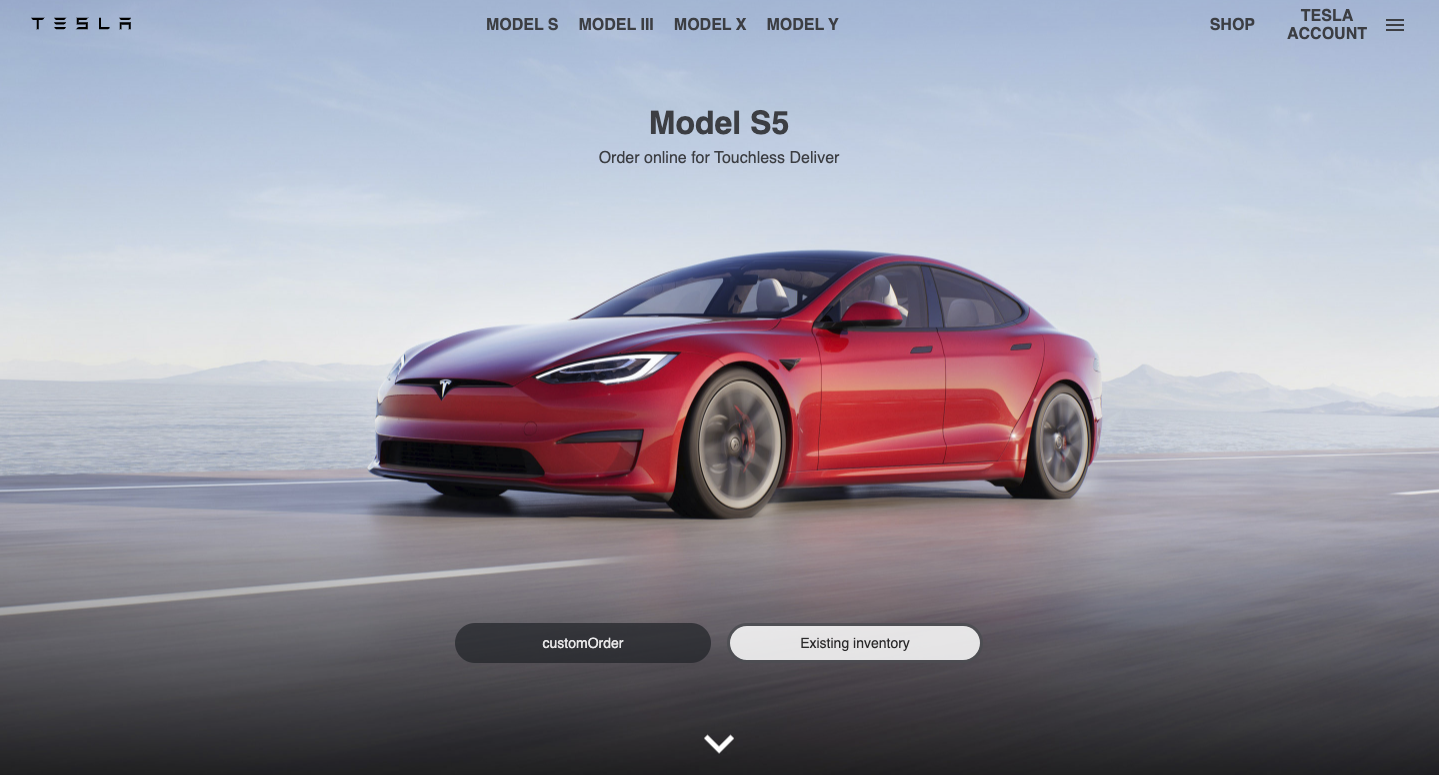 TESLA
MODEL S
MODEL III
MODEL X
MODEL Y
SHOP
TESLA
ACCOUNT
Model S5
Order online for Touchless Deliver
customOrder
Existing inventory